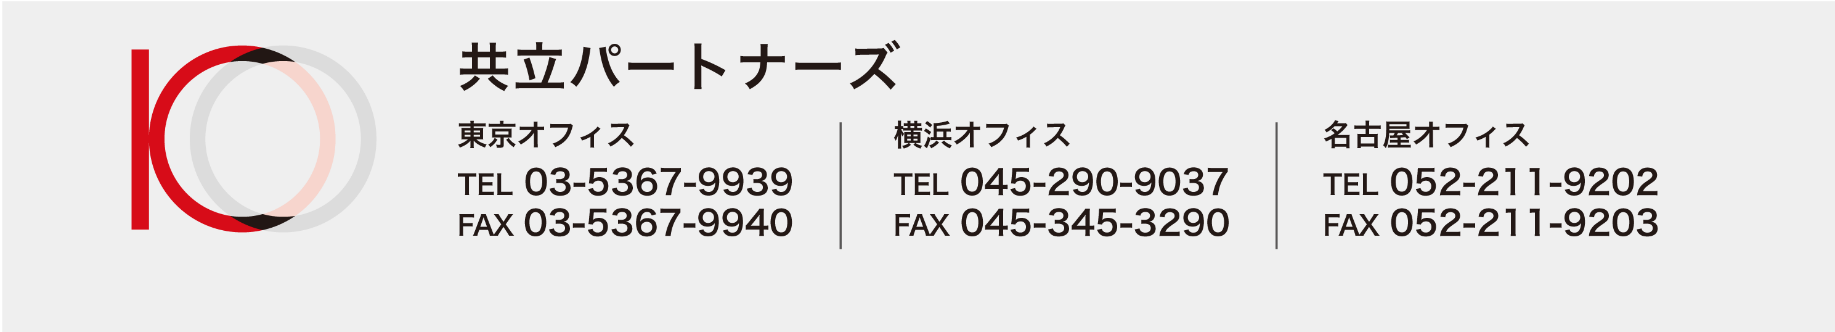 共立パートナーズ
東京オフィス
TEL 03-5367-9939
FAX 03-5367-9940
横浜オフィス
TEL 045-290-9037
FAX 045-345-3290
名古屋オフィス
TEL 052-211-9202
FAX 052-211-9203